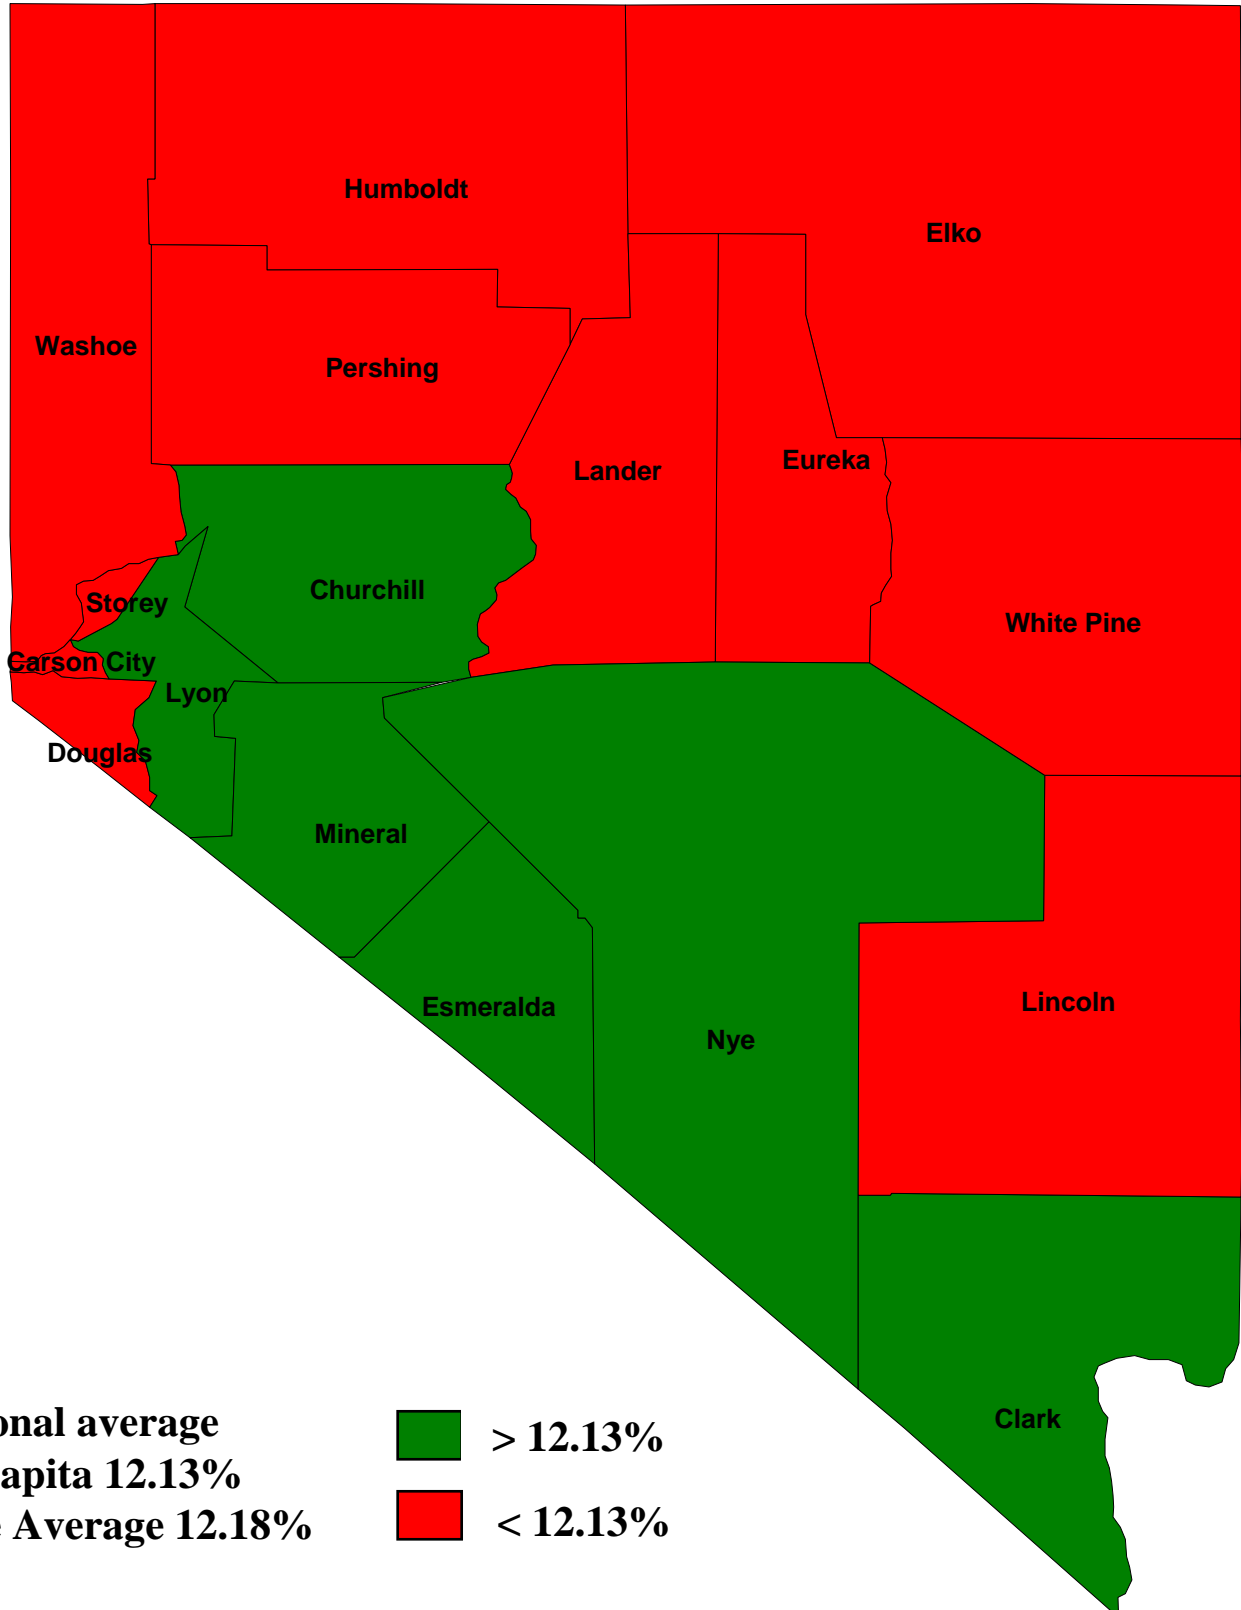 Humboldt
Elko
Washoe
Pershing
Eureka
Lander
Churchill
Storey
White Pine
Carson City
Lyon
Douglas
Mineral
Lincoln
Esmeralda
Nye
Clark
onal average
apita 12.13%
e Average 12.18%
> 12.13%
< 12.13%